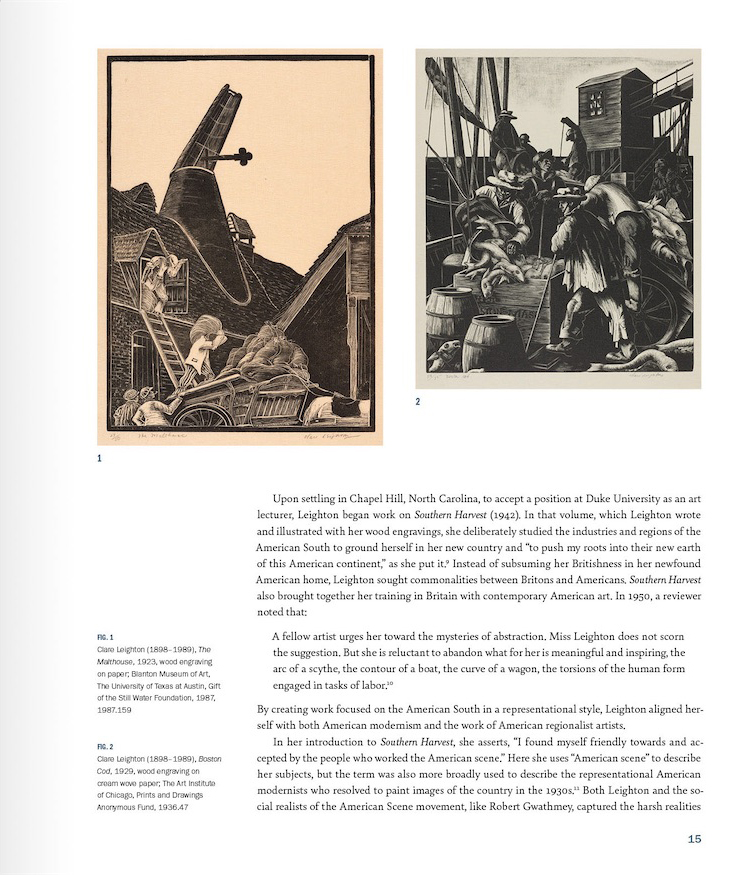 The Malthouse
1
2
Upon settling in Chapel Hill, North Carolina, to accept a position at Duke University as an art
lecturer, Leighton began work on Southern Harvest (1942). In that volume, which Leighton wrote
and illustrated with her wood engravings, she deliberately studied the industries and regions of the
American South to ground herself in her new country and “to push my roots into their new earth
of this American continent,” as she put it.⁹ Instead of subsuming her Britishness in her newfound
American home, Leighton sought commonalities between Britons and Americans. Southern Harvest
also brought together her training in Britain with contemporary American art. In 1950, a reviewer
noted that:
A fellow artist urges her toward the mysteries of abstraction. Miss Leighton does not scorn
the suggestion. But she is reluctant to abandon what for her is meaningful and inspiring, the
arc of a scythe, the contour of a boat, the curve of a wagon, the torsions of the human form
engaged in tasks of labor.¹⁰
By creating work focused on the American South in a representational style, Leighton aligned her-
self with both American modernism and the work of American regionalist artists.
In her introduction to Southern Harvest, she asserts, “I found myself friendly towards and ac-
cepted by the people who worked the American scene.” Here she uses “American scene” to describe
her subjects, but the term was also more broadly used to describe the representational American
modernists who resolved to paint images of the country in the 1930s.¹¹ Both Leighton and the so-
cial realists of the American Scene movement, like Robert Gwathmey, captured the harsh realities
FIG. 1
Clare Leighton (1898–1989), The
Malthouse, 1923, wood engraving
on paper; Blanton Museum of Art,
The University of Texas at Austin, Gift
of the Still Water Foundation, 1987,
1987.159
FIG. 2
Clare Leighton (1898–1989), Boston
Cod, 1929, wood engraving on
cream wove paper; The Art Institute
of Chicago, Prints and Drawings
Anonymous Fund, 1936.47
15